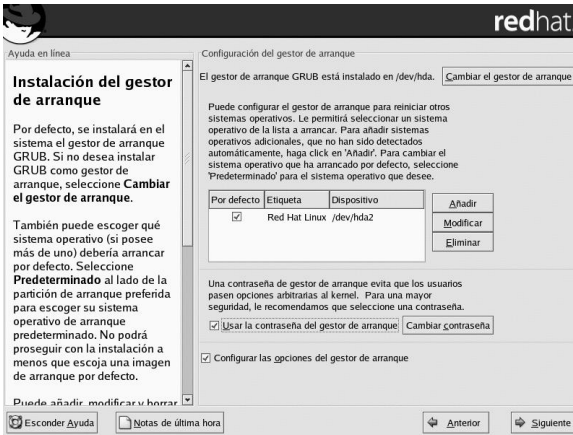 redhat
Ayuda en línea
Instalación del gestor
de arranque
Por defecto, se instalará en el
sistema el gestor de arranque
GRUB. Si no desea instalar
GRUB como gestor de
arranque, seleccione Cambiar
el gestor de arranque.
También puede escoger qué
sistema operativo (si posee
más de uno) debería arrancar
por defecto. Seleccione
Predeterminado al lado de la
partición de arranque preferida
para escoger su sistema
operativo de arranque
predeterminado. No podrá
proseguir con la instalación a
menos que escoja una imagen
de arranque por defecto.
Puede añadir, modificar y borrar
Configuración del gestor de arranque
El gestor de arranque GRUB está instalado en /dev/hda. Cambiar el gestor de arranque
Puede configurar el gestor de arranque para reiniciar otros
sistemas operativos. Le permitirá seleccionar un sistema
operativo de la lista a arrancar. Para añadir sistemas
operativos adicionales, que no han sido detectados
automáticamente, haga click en 'Añadir'. Para cambiar el
sistema operativo que ha arrancado por defecto, seleccione
'Predeterminado' para el sistema operativo que desee.
Por defecto Etiqueta Dispositivo
Red Hat Linux /dev/hda2
Añadir
Modificar
Eliminar
Una contraseña de gestor de arranque evita que los usuarios
pasen opciones arbitrarias al kernel. Para una mayor
seguridad, le recomendamos que seleccione una contraseña.
Usar la contraseña del gestor de arranque Cambiar contraseña
Configurar las opciones del gestor de arranque
Esconder Ayuda Notas de última hora Anterior Siguiente